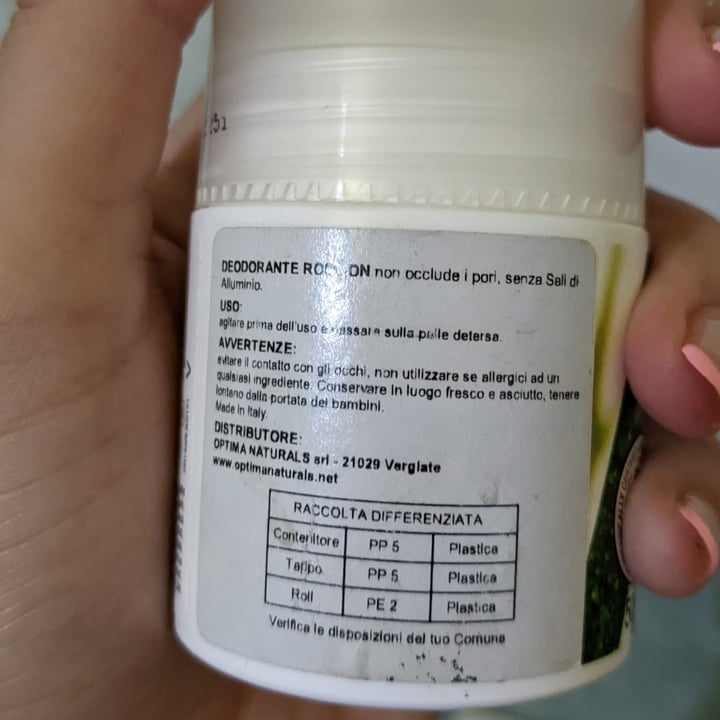 DEODORANTE ROLL-ON non occlude i pori, senza Sali di
Alluminio.
USO:
agitare prima dell'uso e passare sulla pelle detersa.
AVVERTENZE:
evitare il contatto con gli occhi, non utilizzare se allergici ad un
qualsiasi ingrediente. Conservare in luogo fresco e asciutto, tenere
lontano dalla portata dei bambini.
Made in Italy.
DISTRIBUTORE:
OPTIMA NATURALS srl - 21029 Vergiate
www.optimanaturals.net
RACCOLTA DIFFERENZIATA
Contenitore PP 5 Plastica
Tappo PP 5 Plastica
Roll PE 2 Plastica
Verifica le disposizioni del tuo Comune